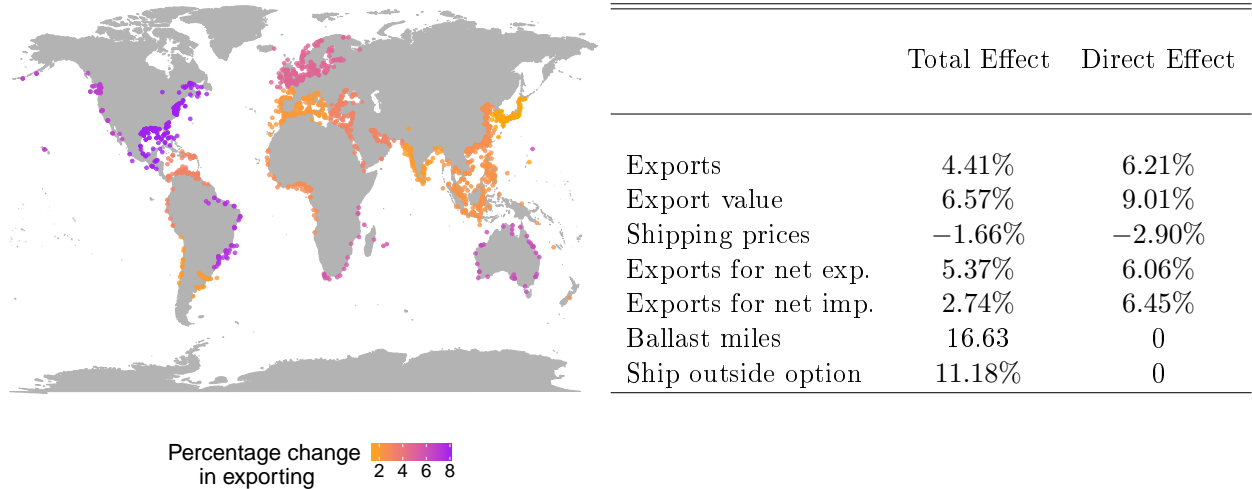 Total Effect Direct Effect
Exports 4.41% 6.21%
Export value 6.57% 9.01%
Shipping prices −1.66% −2.90%
Exports for net exp. 5.37% 6.06%
Exports for net imp. 2.74% 6.45%
Ballast miles 16.63 0
Ship outside option 11.18% 0
Percentage change
in exporting
2 4 6 8